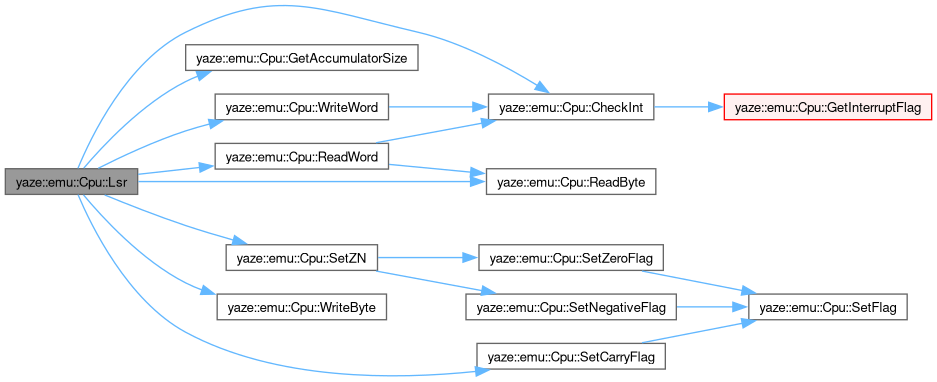 yaze::emu::Cpu::Lsr
yaze::emu::Cpu::GetAccumulatorSize
yaze::emu::Cpu::WriteWord
yaze::emu::Cpu::ReadWord
yaze::emu::Cpu::SetZN
yaze::emu::Cpu::WriteByte
yaze::emu::Cpu::CheckInt
yaze::emu::Cpu::ReadByte
yaze::emu::Cpu::SetZeroFlag
yaze::emu::Cpu::SetNegativeFlag
yaze::emu::Cpu::SetCarryFlag
yaze::emu::Cpu::GetInterruptFlag
yaze::emu::Cpu::SetFlag